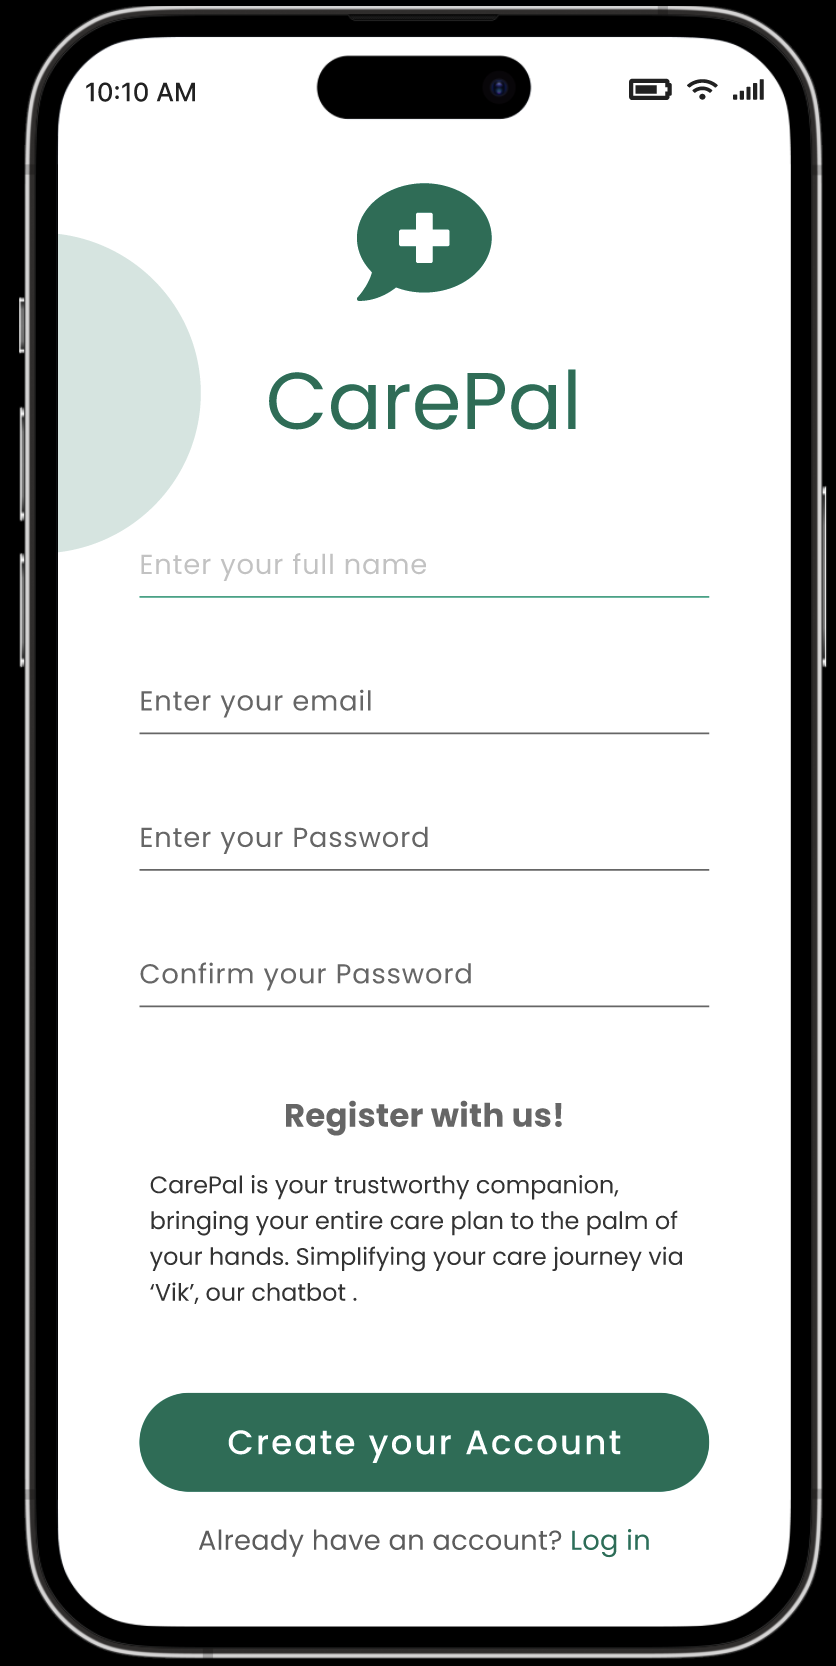 10:10 AM
CarePal
Enter your full name
Enter your email
Enter your Password
Confirm your Password
Register with us!
CarePal is your trustworthy companion,
bringing your entire care plan to the palm of
your hands. Simplifying your care journey via
‘Vik’, our chatbot .
Create your Account
Already have an account? Log in